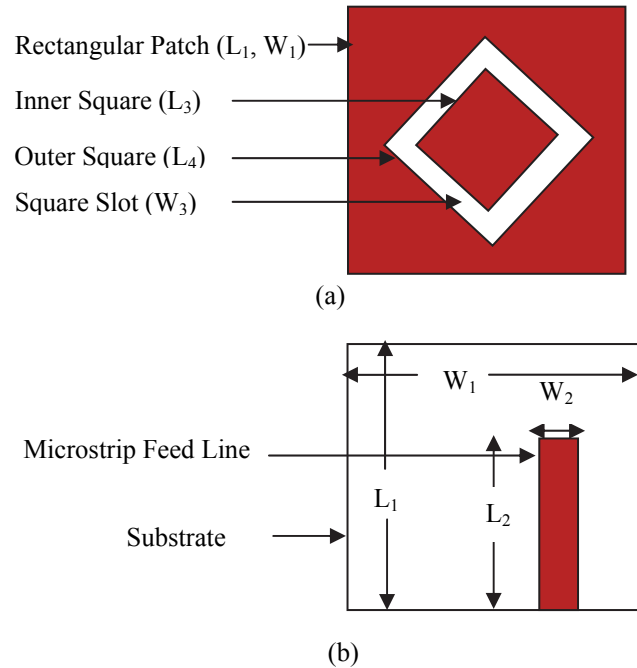 Rectangular Patch (L₁, W₁)
Inner Square (L₃)
Outer Square (L₄)
Square Slot (W₃)
(a)
W₁
W₂
Microstrip Feed Line
L₁
L₂
Substrate
(b)